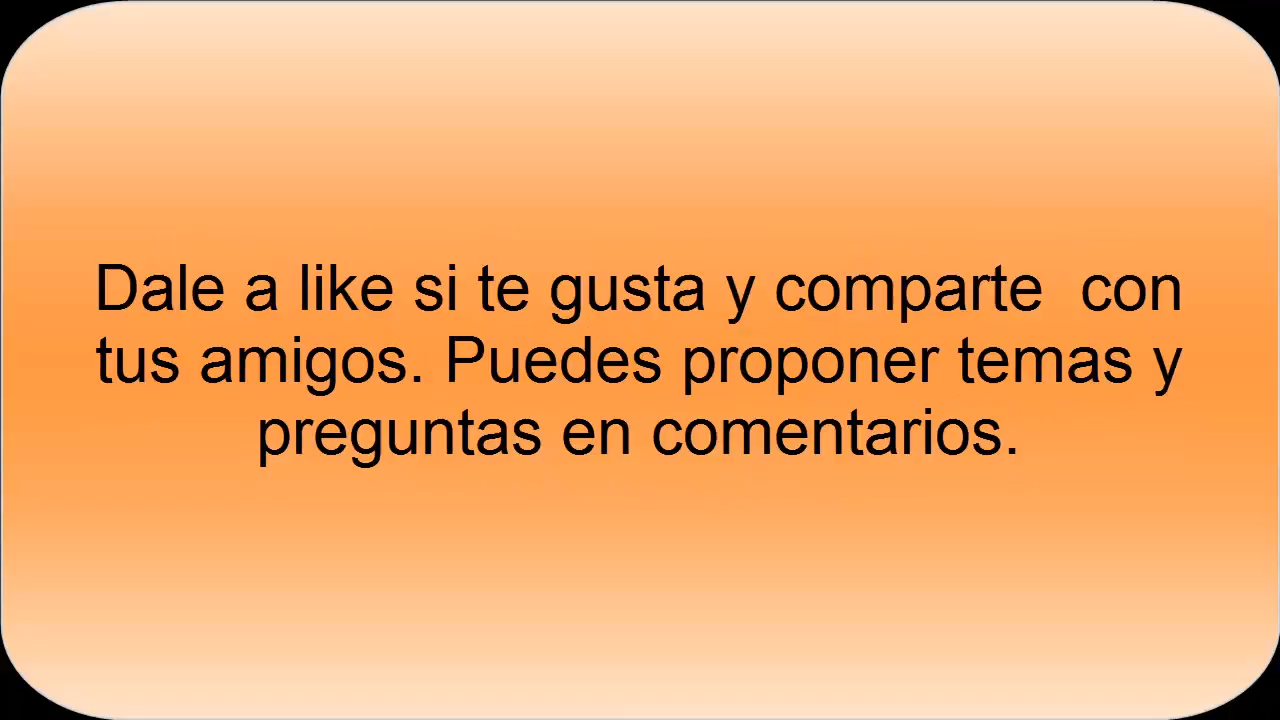 Dale a like si te gusta y comparte  con
tus amigos. Puedes proponer temas y
preguntas en comentarios.